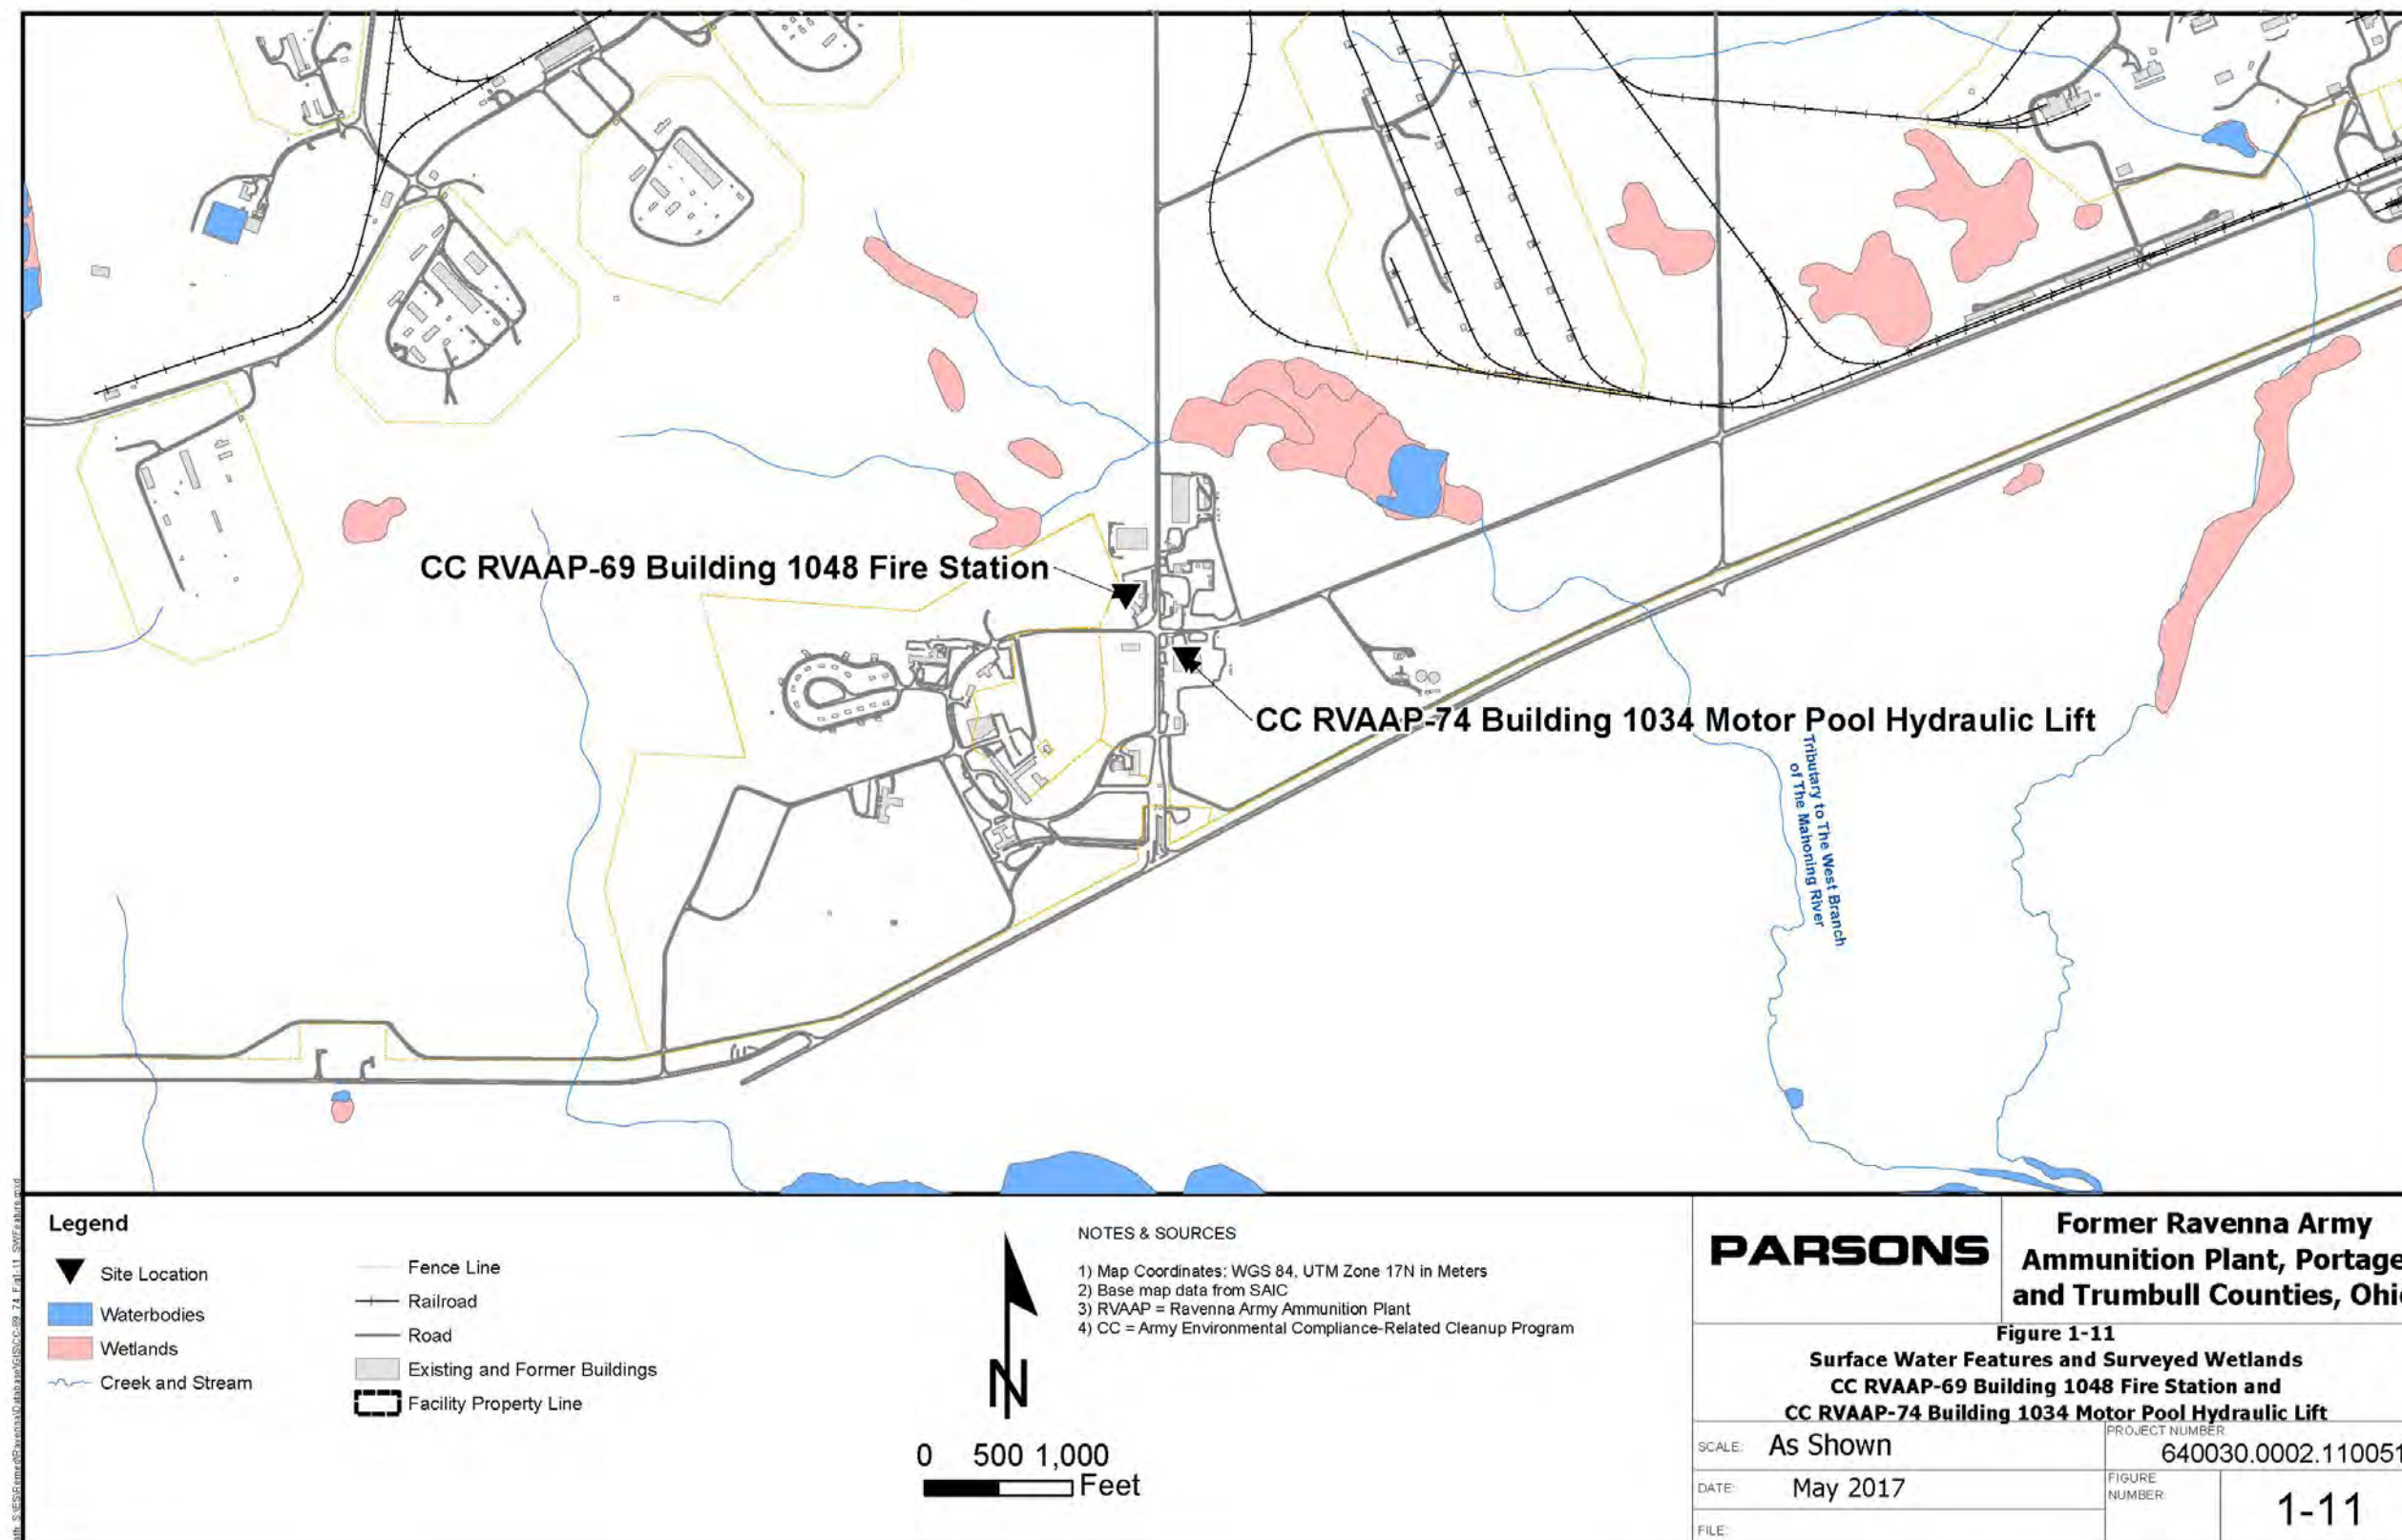 CC RVAAP-69 Building 1048 Fire Station
CC RVAAP-74 Building 1034 Motor Pool Hydraulic Lift
Tributary to The West Branch
of The Mahoning River
Legend
Site Location
Waterbodies
Wetlands
Creek and Stream
Fence Line
Railroad
Road
Existing and Former Buildings
Facility Property Line
N
0 500 1,000
Feet
NOTES & SOURCES
1) Map Coordinates: WGS 84, UTM Zone 17N in Meters
2) Base map data from SAIC
3) RVAAP = Ravenna Army Ammunition Plant
4) CC = Army Environmental Compliance-Related Cleanup Program
PARSONS
Former Ravenna Army
Ammunition Plant, Portage
and Trumbull Counties, Ohi
Figure 1-11
Surface Water Features and Surveyed Wetlands
CC RVAAP-69 Building 1048 Fire Station and
CC RVAAP-74 Building 1034 Motor Pool Hydraulic Lift
SCALE: As Shown
PROJECT NUMBER
640030.0002.110051
DATE: May 2017
FIGURE
NUMBER
1-11
FILE: